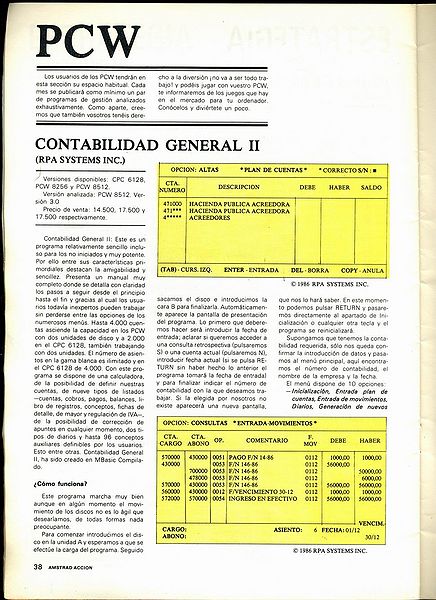 PCW
Los usuarios de los PCW tendrán en
esta sección su espacio habitual. Cada
mes se publicará como mínimo un par
de programas de gestión analizados
exhaustivamente. Como aparte, cree-
mos que también vosotros tenéis dere-
cho a la diversión ¡no va a ser todo tra-
bajo! y podéis jugar con vuestro PCW,
te informaremos de los juegos que hay
en el mercado para tu ordenador.
Conócelos y diviértete un poco.
CONTABILIDAD GENERAL II
(RPA SYSTEMS INC.)
Versiones disponibles: CPC 6128,
PCW 8256 y PCW 8512.
Versión analizada: PCW 8512. Ver-
sión 3.0
Precio de venta: 14.500, 17.500 y
17.500 respectivamente.
Contabilidad General II: Este es un
programa relativamente sencillo inclu-
so para los no iniciados y muy potente.
Por ello entre sus características pri-
mordiales destacan la amigabilidad y
sencillez. Presenta un manual muy
completo donde se detalla con claridad
los pasos a seguir desde el principio
hasta el fin y gracias al cual los usua-
rios todavía inexpertos pueden trabajar
sin perderse entre las opciones de los
numerosos menús. Hasta 4.000 cuen-
tas asciende la capacidad en los PCW
con dos unidades de disco y a 2.000
en el CPC 6128, también trabajando
con dos unidades. El número de asien-
tos en la gama blanca es ilimitado y en
el CPC 6128 de 4.000. Con este pro-
grama se dispone de una calculadora,
de la posibilidad de definir nuestras
cuentas, de nueve tipos de listados
—cuentas, cobros, pagos, balances, li-
bro de registros, conceptos, fichas de
detalle, de mayor y regulación de IVA—,
de la posibilidad de corrección de
apuntes en cualquier momento, dos ti-
pos de diarios y hasta 96 conceptos
auxiliares definibles por los usuarios.
Esto entre otras. Contabilidad General
II, ha sido creado en MBasic Compila-
do.
¿Cómo funciona?
Este programa marcha muy bien
aunque en algún momento el movi-
miento de los discos no es lo ágil que
desearíamos, de todas formas nada
preocupante.
Para comenzar introducimos el dis-
co en la unidad A y esperamos a que se
efectúe la carga del programa. Seguido
OPCION: ALTAS * PLAN DE CUENTAS * * CORRECTO S/N : ■
CTA. NUMERO DESCRIPCION DEBE HABER SALDO
471000 HACIENDA PUBLICA ACREEDORA
471*** HACIENDA PUBLICA ACREEDORA
4***** ACREEDORES
(TAB) - CURS. IZQ. ENTER - ENTRADA DEL - BORRA COPY - ANULA
© 1986 RPA SYSTEMS INC.
sacamos el disco e introducimos la
cara B para finalizarla. Automáticamen-
te aparece la pantalla de presentación
del programa. Lo primero que debere-
mos hacer será introducir la fecha de
entrada; aclarar si queremos acceder a
una consulta retrospectiva (pulsaremos
S) o una cuenta actual (pulsaremos N),
introducir fecha actual (si se pulsa RE-
TURN sin haber hecho lo anterior el
programa tomará la fecha de entrada)
y para finalizar indicar el número de
contabilidad con la que deseamos tra-
bajar. Si la elegida por nosotros no
existe aparecerá una nueva pantalla,
que nos lo hará saber. En este momen-
to podemos pulsar RETURN y pasare-
mos directamente al apartado de Ini-
cialización o cualquier otra tecla y el
programa se reinicializará.
Supongamos que tenemos la conta-
bilidad requerida, sólo nos queda con-
firmar la introducción de datos y pasa-
mos al menú principal, aquí encontra-
mos el número de contabilidad, el
nombre de la empresa y la fecha.
El menú dispone de 10 opciones:
—Inicialización, Entrada plan de
cuentas, Entrada de movimientos,
Diarios, Generación de nuevos
OPCION: CONSULTAS * ENTRADA-MOVIMIENTOS *
CTA. CARGO CTA. ABONO OP. COMENTARIO F. MOV DEBE HABER
570000 430000 0051 PAGO F/N 14-86 0112 1000,00 1000,00
430000 0053 F/N 146-86 0112 56000,00
700000 0053 F/N 146-86 0112 50000,00
478000 0053 F/N 146-86 0112 6000,00
570000 430000 0053 F/N 146-86 0112 56000,00 56000,00
560000 430000 0012 F/VENCIMIENTO 30-12 0112 1000,00 1000,00
572000 570000 0054 INGRESO EN EFECTIVO 0112 56000,00 56000,00
VENCIM.
CARGO: ASIENTO: 6 FECHA: 01/12
ABONO: 30/12
© 1986 RPA SYSTEMS INC.
38 AMSTRAD ACCION